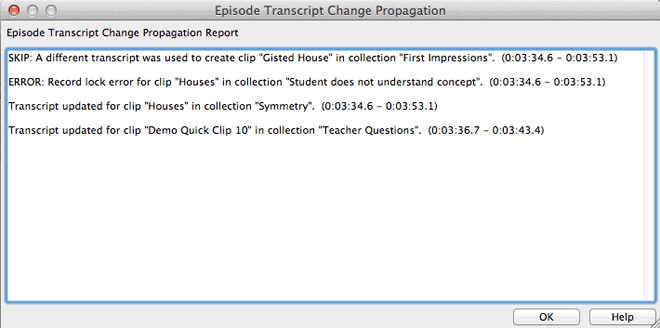 Episode Transcript Change Propagation
Episode Transcript Change Propagation Report
SKIP: A different transcript was used to create clip "Gisted House" in collection "First Impressions".  (0:03:34.6 – 0:03:53.1)
ERROR: Record lock error for clip "Houses" in collection "Student does not understand concept".  (0:03:34.6 – 0:03:53.1)
Transcript updated for clip "Houses" in collection "Symmetry".  (0:03:34.6 – 0:03:53.1)
Transcript updated for clip "Demo Quick Clip 10" in collection "Teacher Questions".  (0:03:36.7 – 0:03:43.4)
OK Help